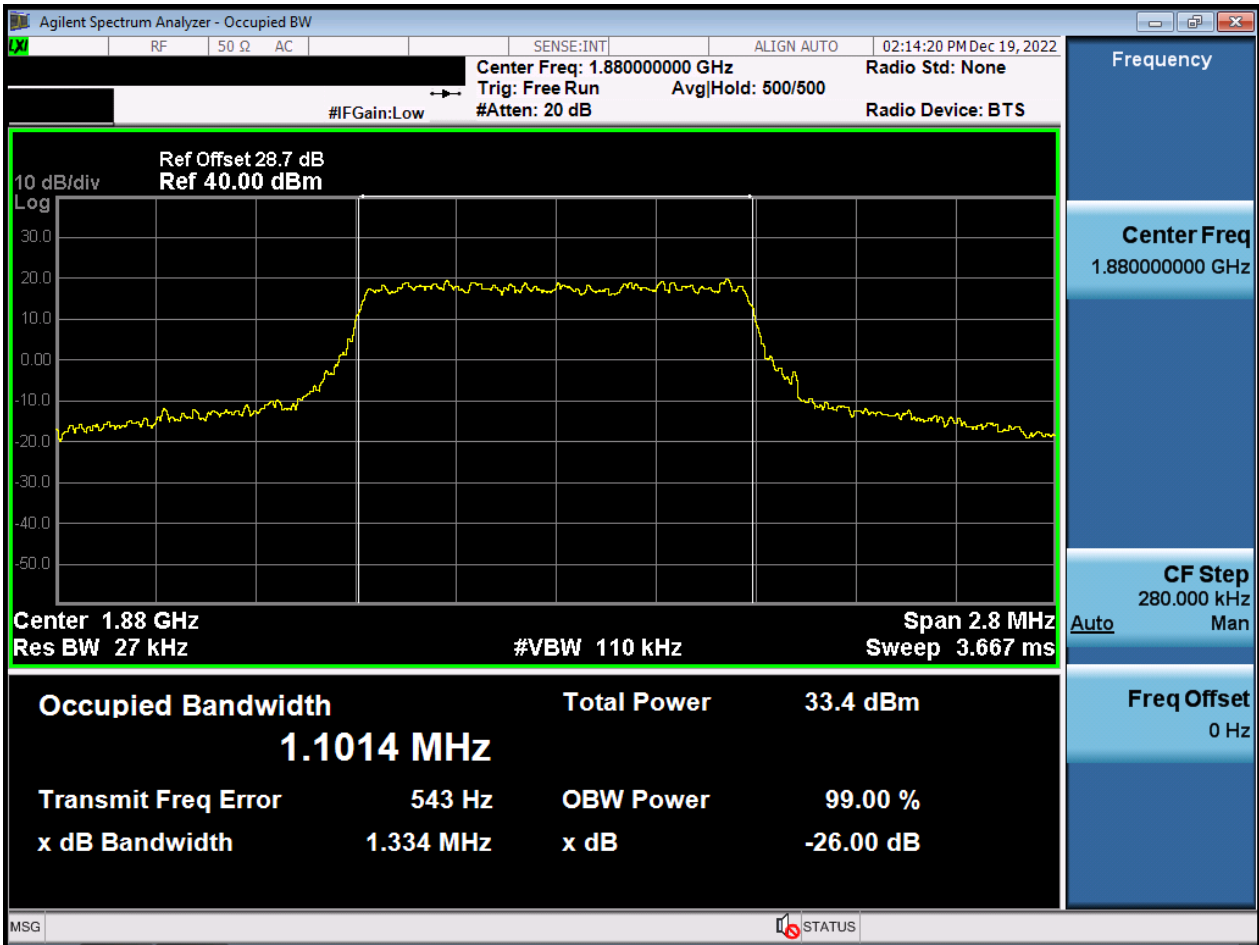 Agilent Spectrum Analyzer - Occupied BW
LXI RF 50 Ω AC SENSE:INT ALIGN AUTO 02:14:20 PM Dec 19, 2022
Center Freq: 1.880000000 GHz Radio Std: None
Trig: Free Run Avg|Hold: 500/500
#IFGain:Low #Atten: 20 dB Radio Device: BTS
Ref Offset 28.7 dB
10 dB/div Ref 40.00 dBm
Log
30.0
20.0
10.0
0.00
-10.0
-20.0
-30.0
-40.0
-50.0
Center 1.88 GHz Span 2.8 MHz
Res BW 27 kHz #VBW 110 kHz Sweep 3.667 ms
Occupied Bandwidth Total Power 33.4 dBm
1.1014 MHz
Transmit Freq Error 543 Hz OBW Power 99.00 %
x dB Bandwidth 1.334 MHz x dB -26.00 dB
MSG STATUS
Frequency
Center Freq
1.880000000 GHz
CF Step
280.000 kHz
Auto Man
Freq Offset
0 Hz